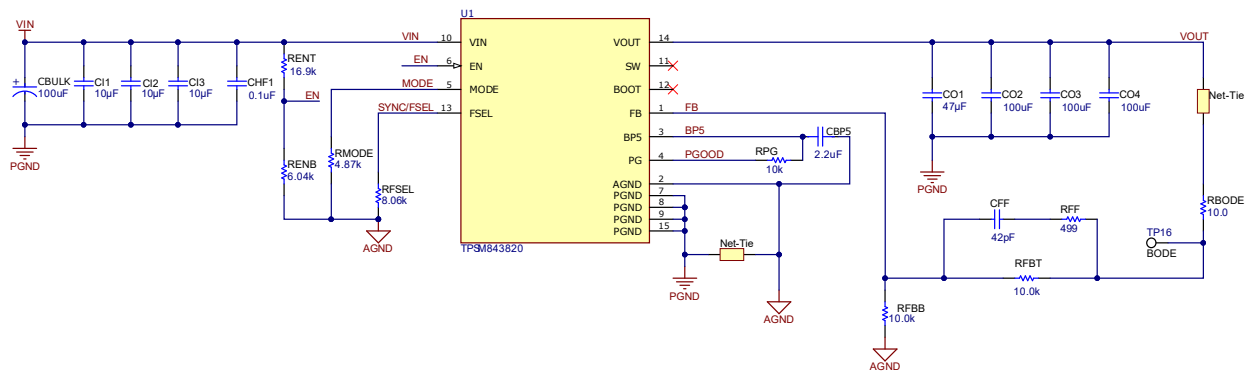 VIN
+
CBULK
100uF
CI1
10µF
CI2
10µF
CI3
10µF
CHF1
0.1uF
RENT
16.9k
EN
RENB
6.04k
PGND
VIN
EN
MODE
SYNC/FSEL
RMODE
4.87k
RFSEL
8.06k
AGND
U1
10 VIN
6 EN
5 MODE
13 FSEL
VOUT 14
SW 11
BOOT 12
FB 1
BP5 3
PG 4
AGND 2
PGND 7
PGND 8
PGND 9
PGND 15
TPSM843820
FB
BP5
PGOOD
RPG
10k
CBP5
2.2uF
Net-Tie
PGND
AGND
VOUT
CO1
47µF
CO2
100uF
CO3
100uF
CO4
100uF
PGND
Net-Tie
RBODE
10.0
TP16
BODE
CFF
42pF
RFF
499
RFBT
10.0k
RFBB
10.0k
AGND